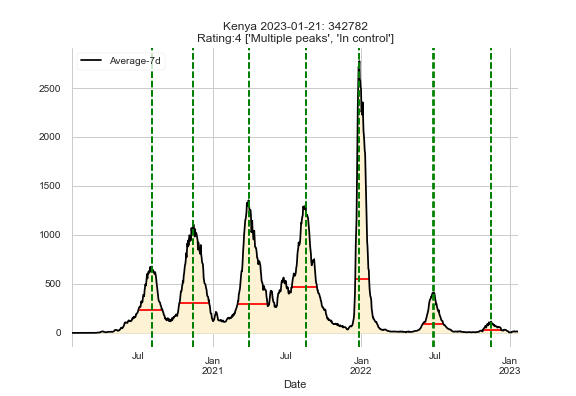 Kenya 2023-01-21: 342782
Rating:4 ['Multiple peaks', 'In control']
Average-7d
2500
2000
1500
1000
500
0
Jul
Jan
2021
Jul
Jan
2022
Jul
Jan
2023
Date